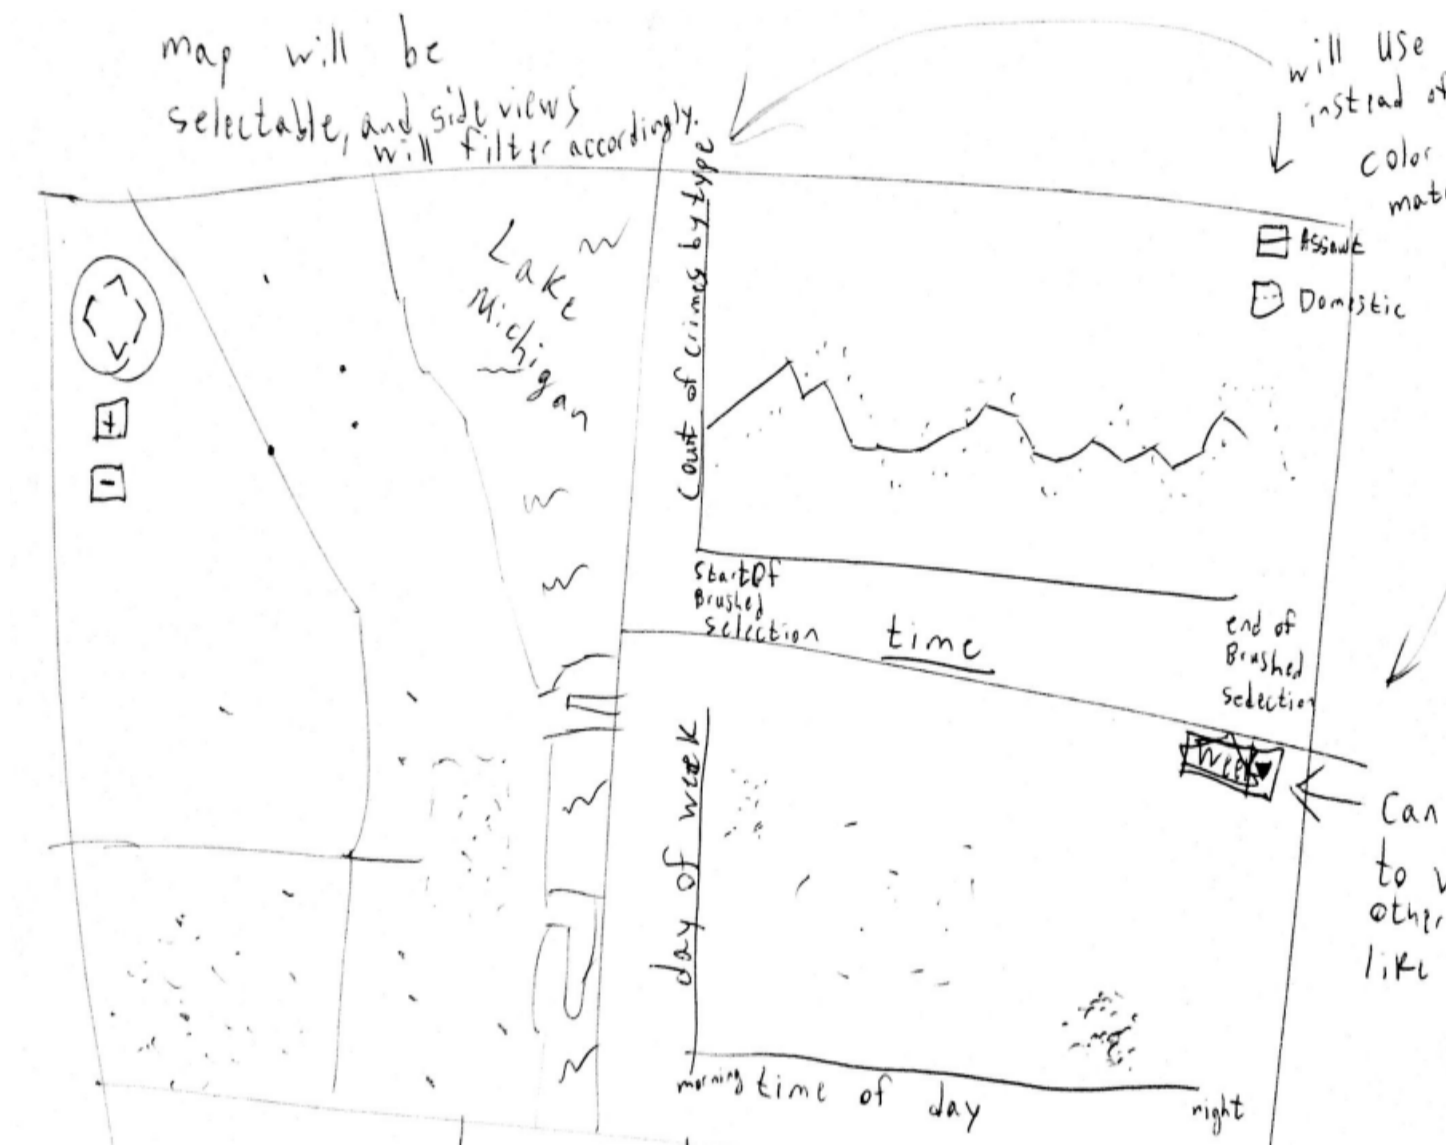 map will be
selectable, and side views
will filter accordingly.
will use
instead of
color
Assault
Domestic
Lake
Michigan
+
-
Count of crimes by type
Start Of
Brushed
selection
time
end of
Brushed
selection
Week
day of week
morning
time of day
night
Can
to
other
like